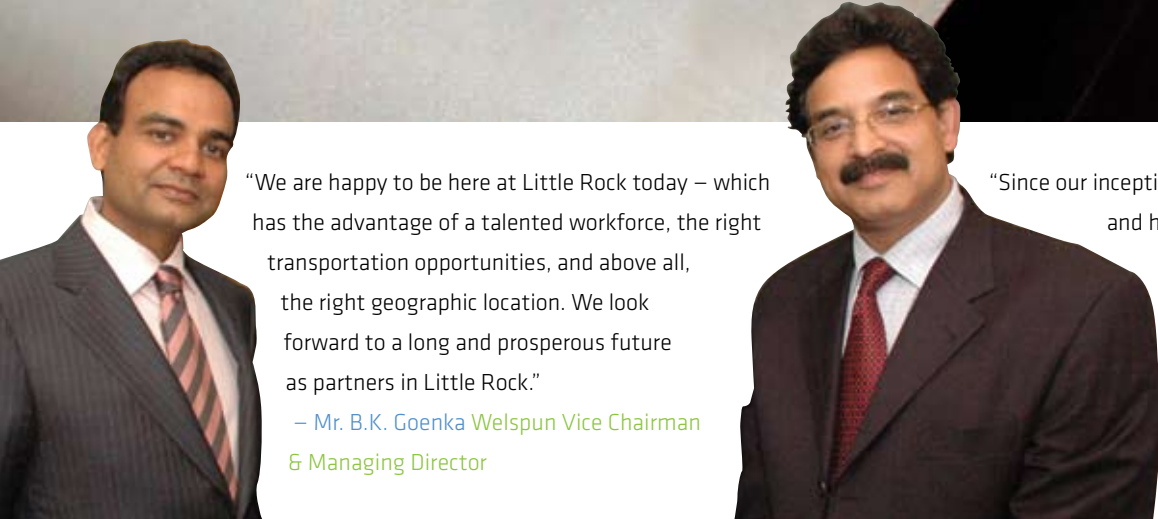 “We are happy to be here at Little Rock today – which
has the advantage of a talented workforce, the right
transportation opportunities, and above all,
the right geographic location. We look
forward to a long and prosperous future
as partners in Little Rock.”
– Mr. B.K. Goenka Welspun Vice Chairman
& Managing Director
“Since our incepti
and h